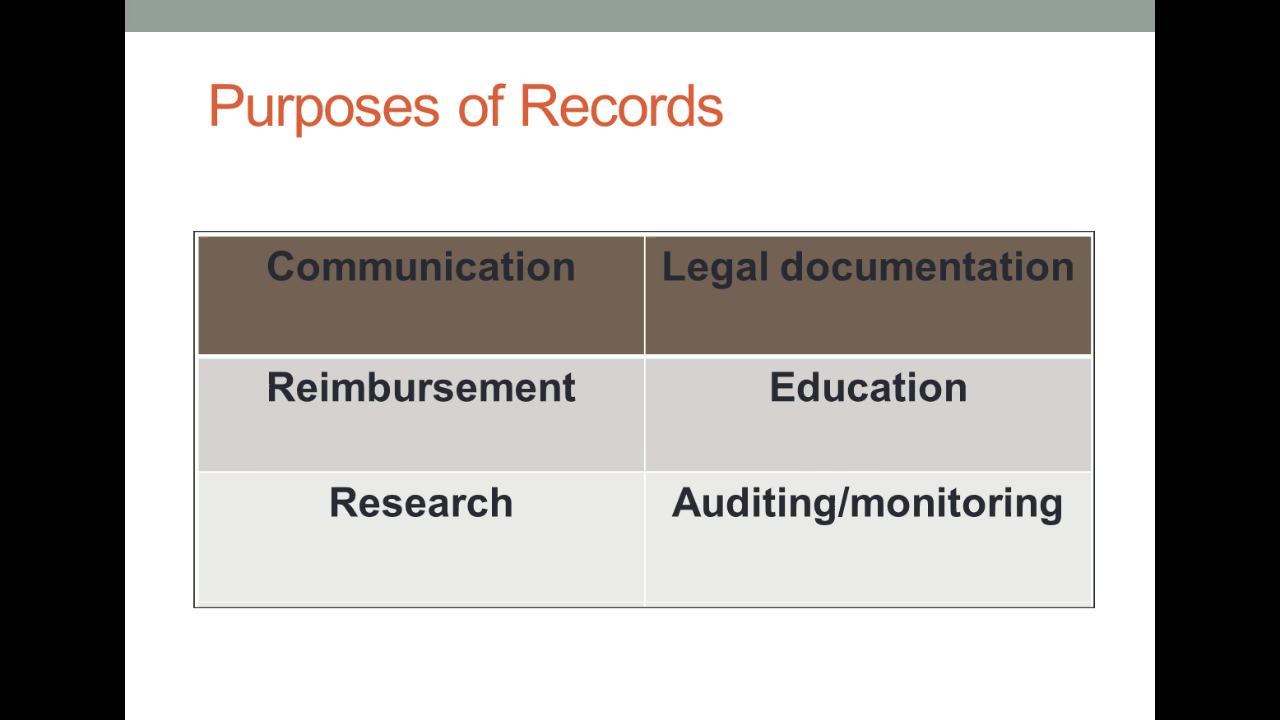 Purposes of Records
Communication
Legal documentation
Reimbursement
Education
Research
Auditing/monitoring